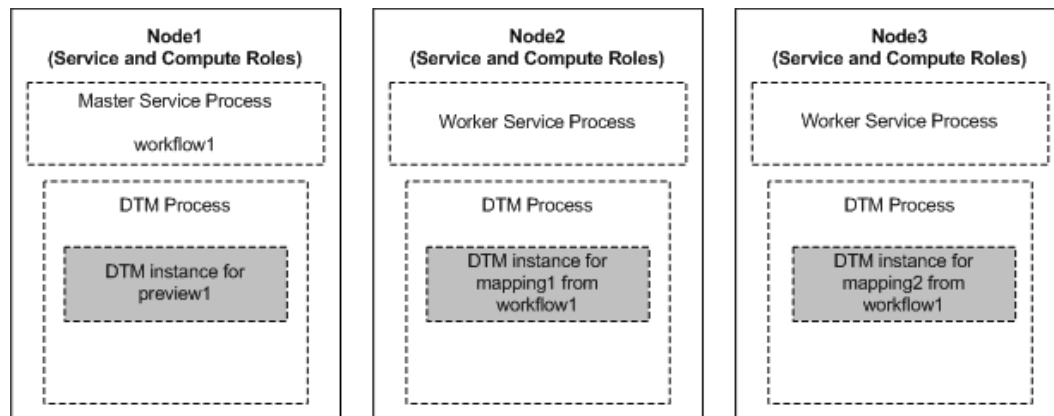 Node1
(Service and Compute Roles)
Master Service Process
workflow1
DTM Process
DTM instance for
preview1
Node2
(Service and Compute Roles)
Worker Service Process
DTM Process
DTM instance for
mapping1 from
workflow1
Node3
(Service and Compute Roles)
Worker Service Process
DTM Process
DTM instance for
mapping2 from
workflow1